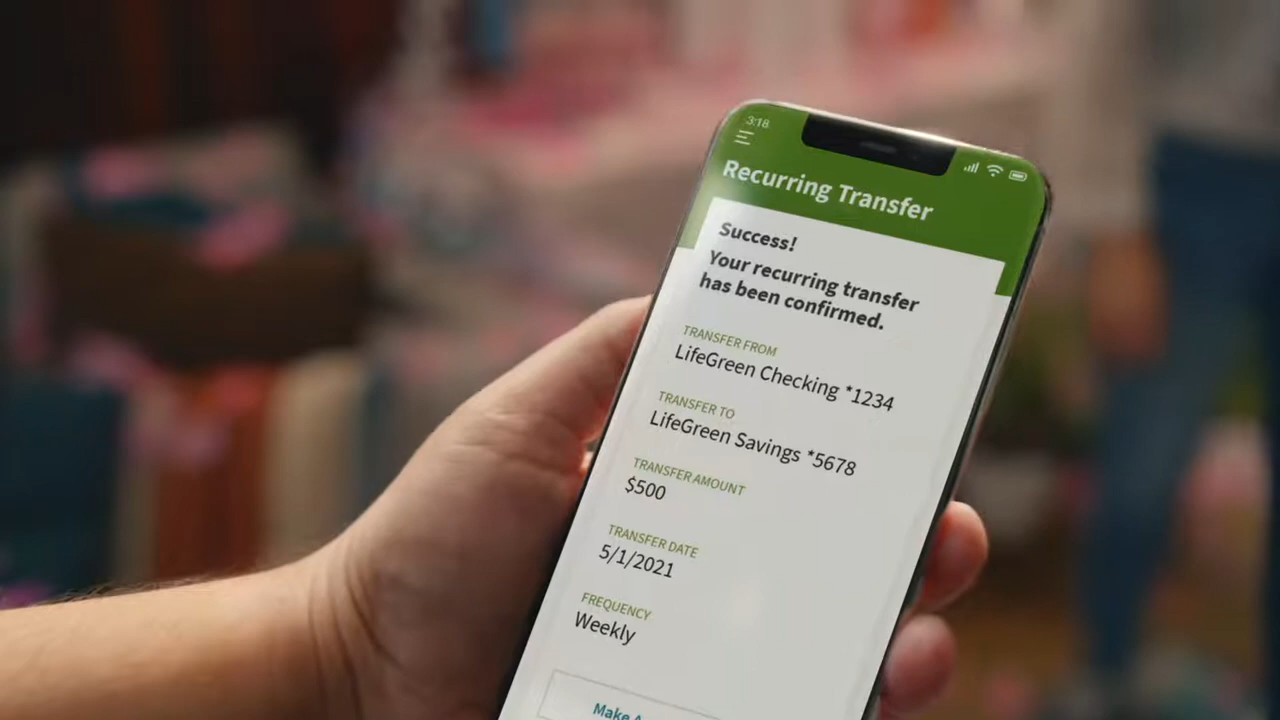 3:18
Recurring Transfer
Success!
Your recurring transfer
has been confirmed.
TRANSFER FROM
LifeGreen Checking *1234
TRANSFER TO
LifeGreen Savings *5678
TRANSFER AMOUNT
$500
TRANSFER DATE
5/1/2021
FREQUENCY
Weekly
Make